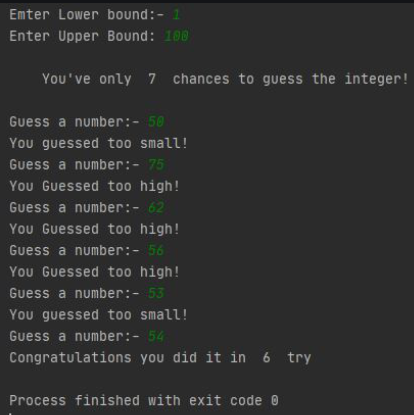 Emter Lower bound:- 1
Enter Upper Bound: 100
You've only  7  chances to guess the integer!
Guess a number:- 50
You guessed too small!
Guess a number:- 75
You Guessed too high!
Guess a number:- 62
You Guessed too high!
Guess a number:- 56
You Guessed too high!
Guess a number:- 53
You guessed too small!
Guess a number:- 54
Congratulations you did it in  6  try
Process finished with exit code 0